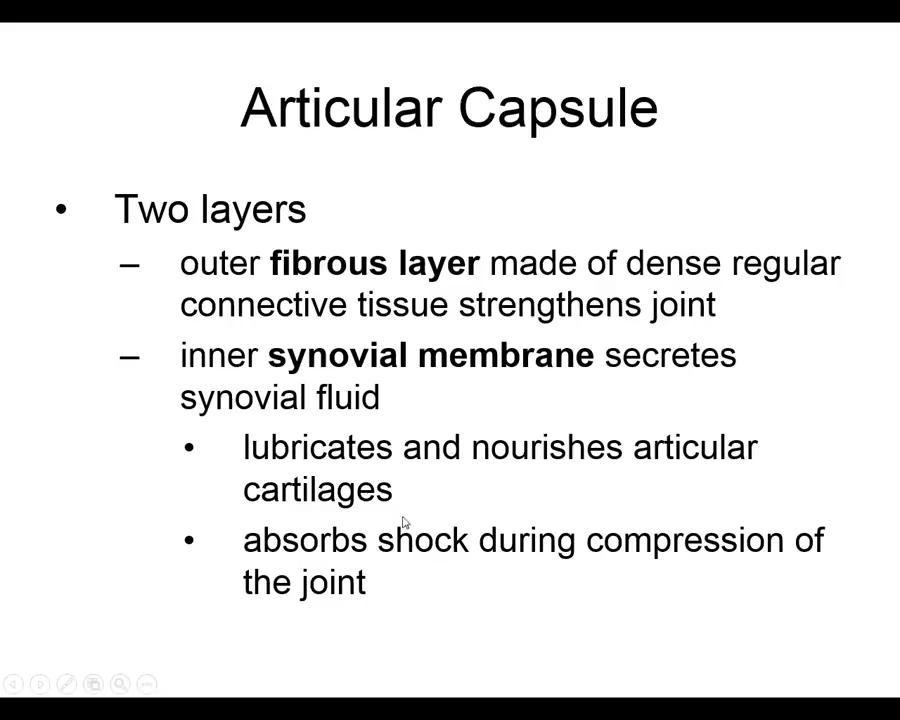 Articular Capsule
• Two layers
– outer fibrous layer made of dense regular
connective tissue strengthens joint
– inner synovial membrane secretes
synovial fluid
• lubricates and nourishes articular
cartilages
• absorbs shock during compression of
the joint